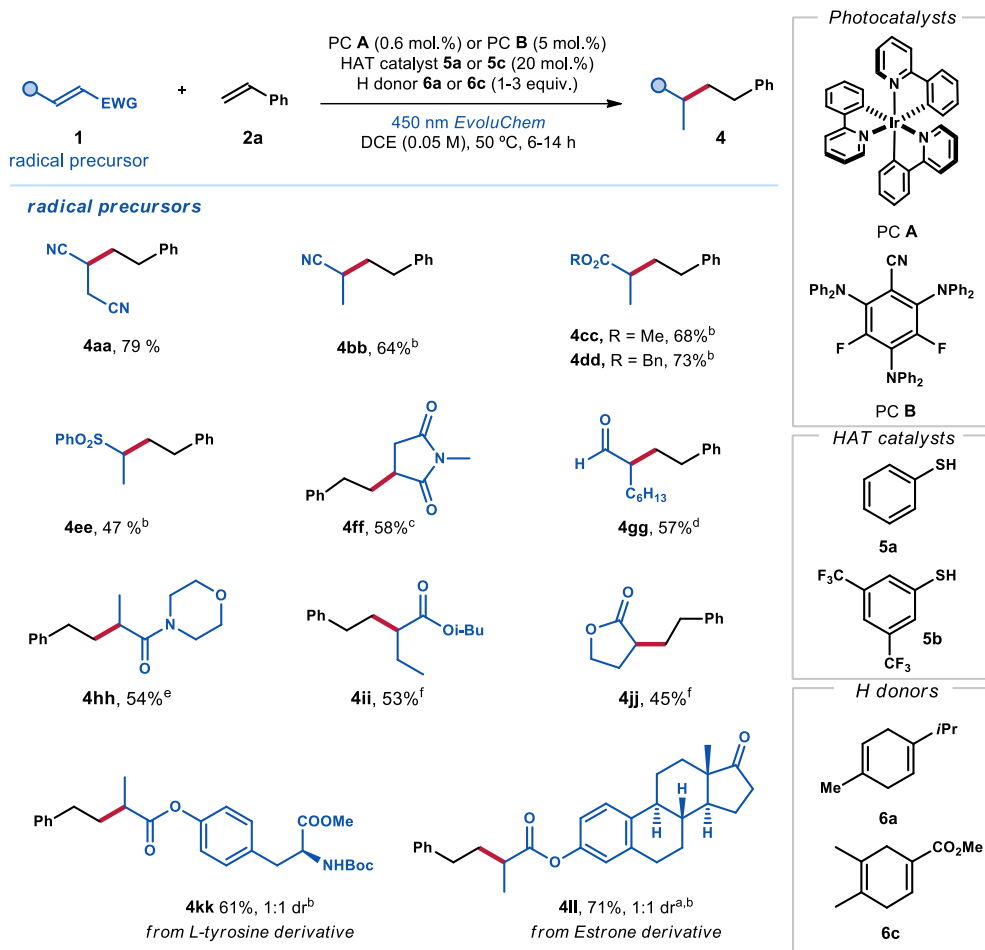 PC A (0.6 mol.%) or PC B (5 mol.%)
HAT catalyst 5a or 5c (20 mol.%)
H donor 6a or 6c (1-3 equiv.)
EWG
+
Ph
Ph
1
2a
450 nm EvoluChem
4
radical precursor
DCE (0.05 M), 50 ºC, 6-14 h
radical precursors
NC
Ph
CN
4aa, 79 %
NC
Ph
4bb, 64%ᵇ
RO₂C
Ph
4cc, R = Me, 68%ᵇ
4dd, R = Bn, 73%ᵇ
PhO₂S
Ph
4ee, 47 %ᵇ
O
N
O
Ph
4ff, 58%ᶜ
O
H
Ph
C₆H₁₃
4gg, 57%ᵈ
Ph
N
O
O
4hh, 54%ᵉ
Ph
O
Oi-Bu
4ii, 53%ᶠ
O
O
Ph
4jj, 45%ᶠ
Ph
O
O
COOMe
NHBoc
4kk 61%, 1:1 drᵇ
from L-tyrosine derivative
O
H
H
H
Ph
O
O
4ll, 71%, 1:1 drᵃ,ᵇ
from Estrone derivative
Photocatalysts
N
Ir
N
N
PC A
CN
Ph₂N
NPh₂
F
F
NPh₂
PC B
HAT catalysts
SH
5a
F₃C
SH
CF₃
5b
H donors
iPr
Me
6a
CO₂Me
6c